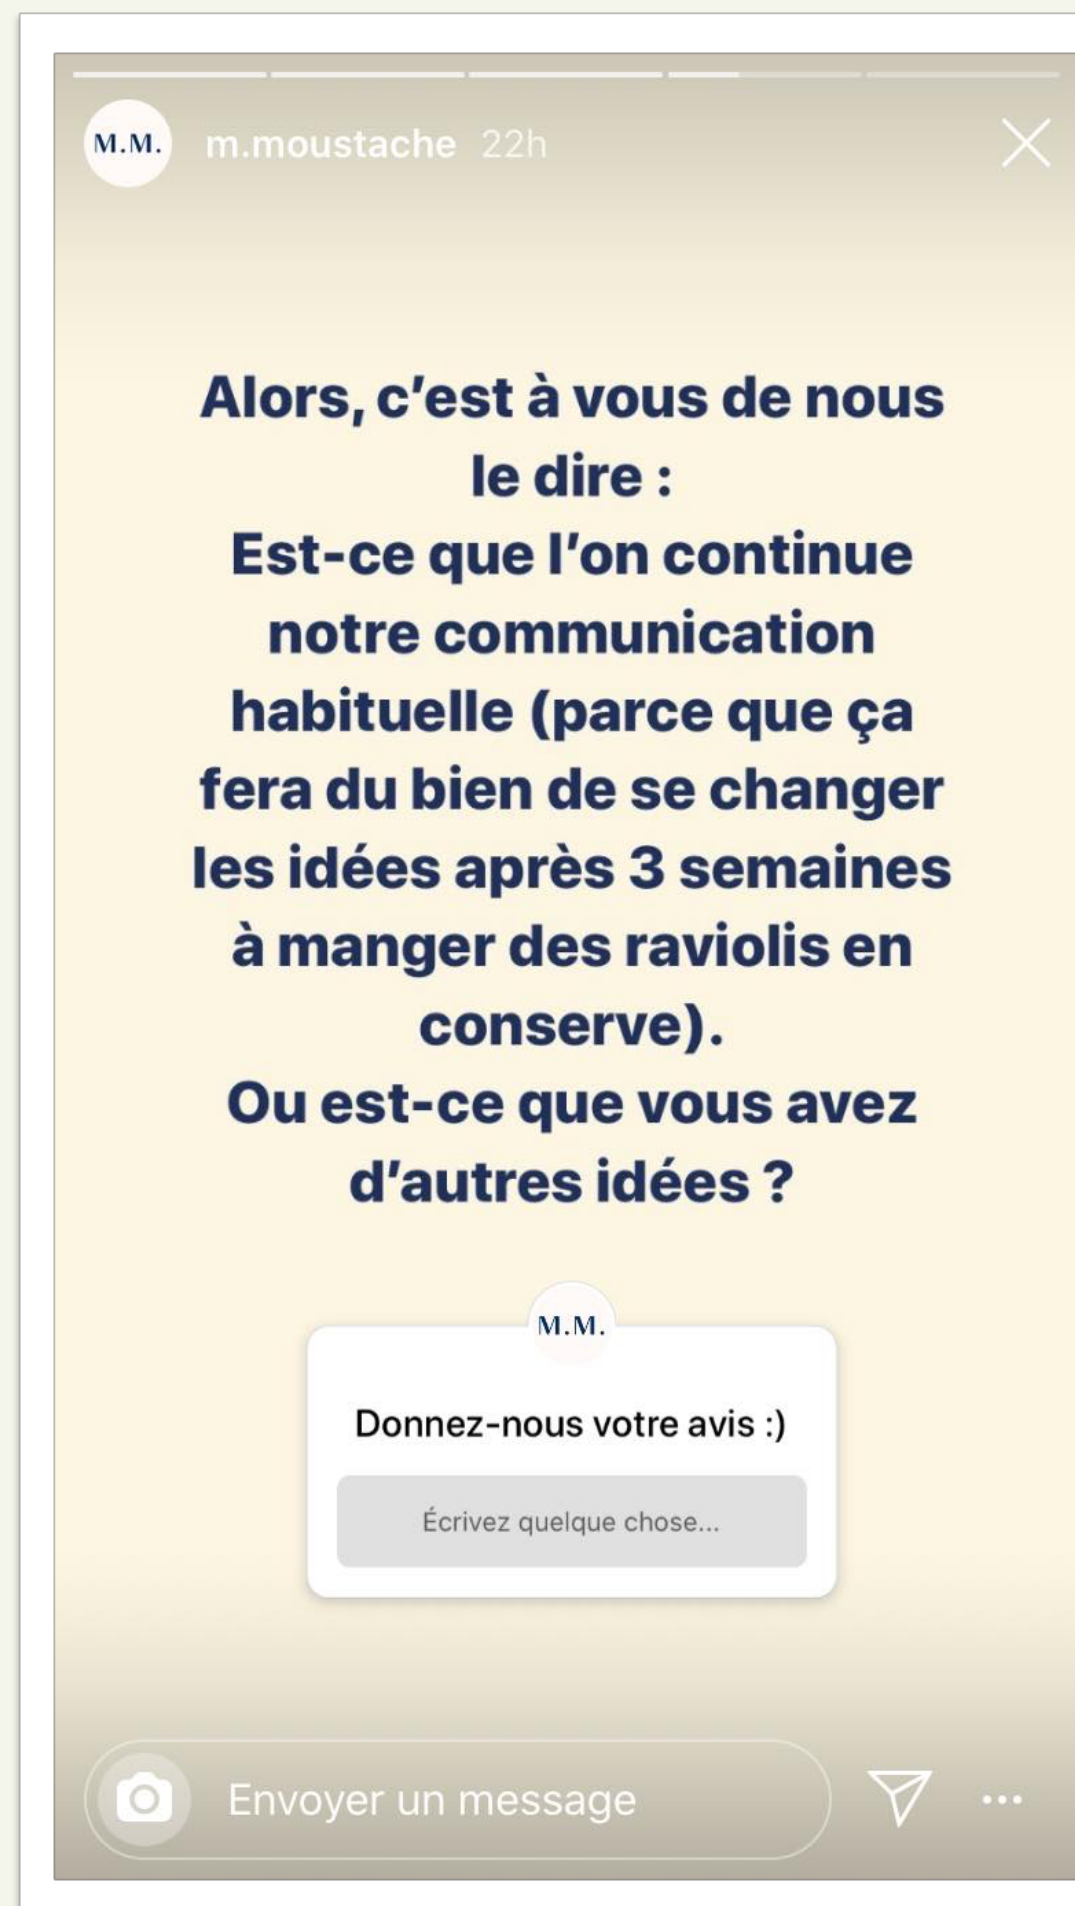 M.M. m.moustache 22h
Alors, c’est à vous de nous
le dire :
Est-ce que l’on continue
notre communication
habituelle (parce que ça
fera du bien de se changer
les idées après 3 semaines
à manger des raviolis en
conserve).
Ou est-ce que vous avez
d’autres idées ?
M.M.
Donnez-nous votre avis :)
Écrivez quelque chose...
Envoyer un message